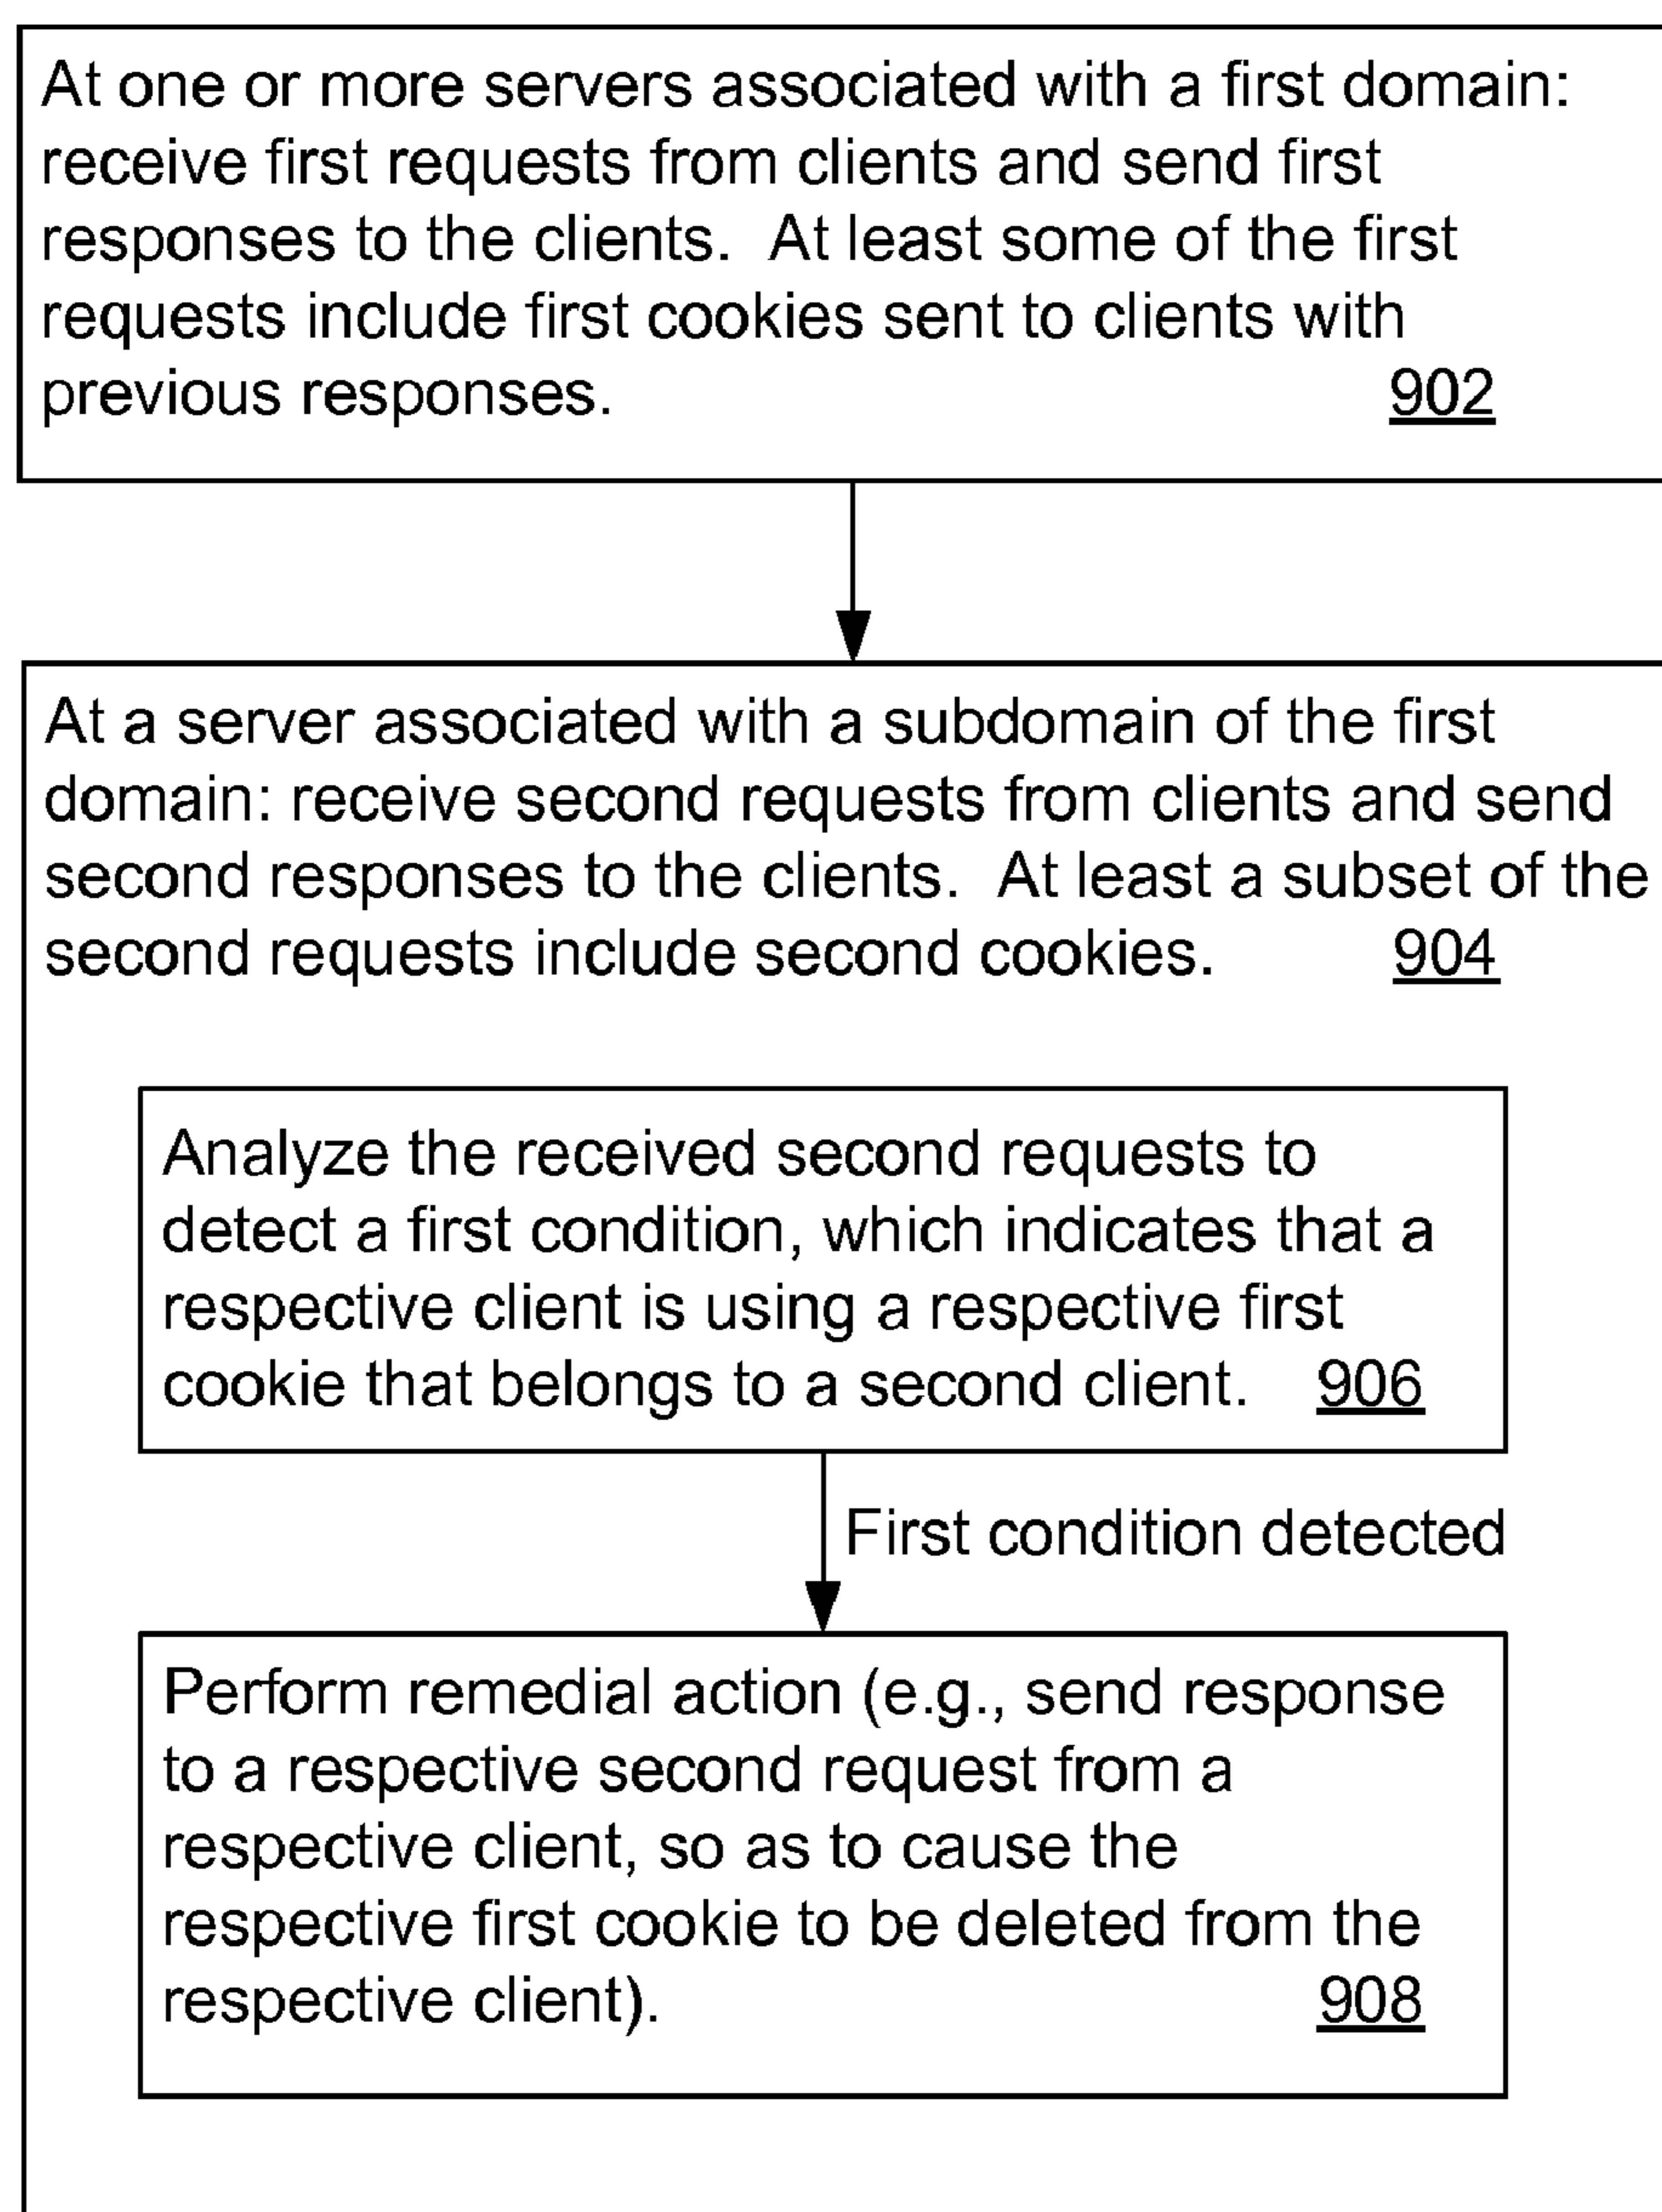 At one or more servers associated with a first domain:
receive first requests from clients and send first
responses to the clients.  At least some of the first
requests include first cookies sent to clients with
previous responses. 902
At a server associated with a subdomain of the first
domain: receive second requests from clients and send
second responses to the clients.  At least a subset of the
second requests include second cookies. 904
Analyze the received second requests to
detect a first condition, which indicates that a
respective client is using a respective first
cookie that belongs to a second client. 906
First condition detected
Perform remedial action (e.g., send response
to a respective second request from a
respective client, so as to cause the
respective first cookie to be deleted from the
respective client). 908